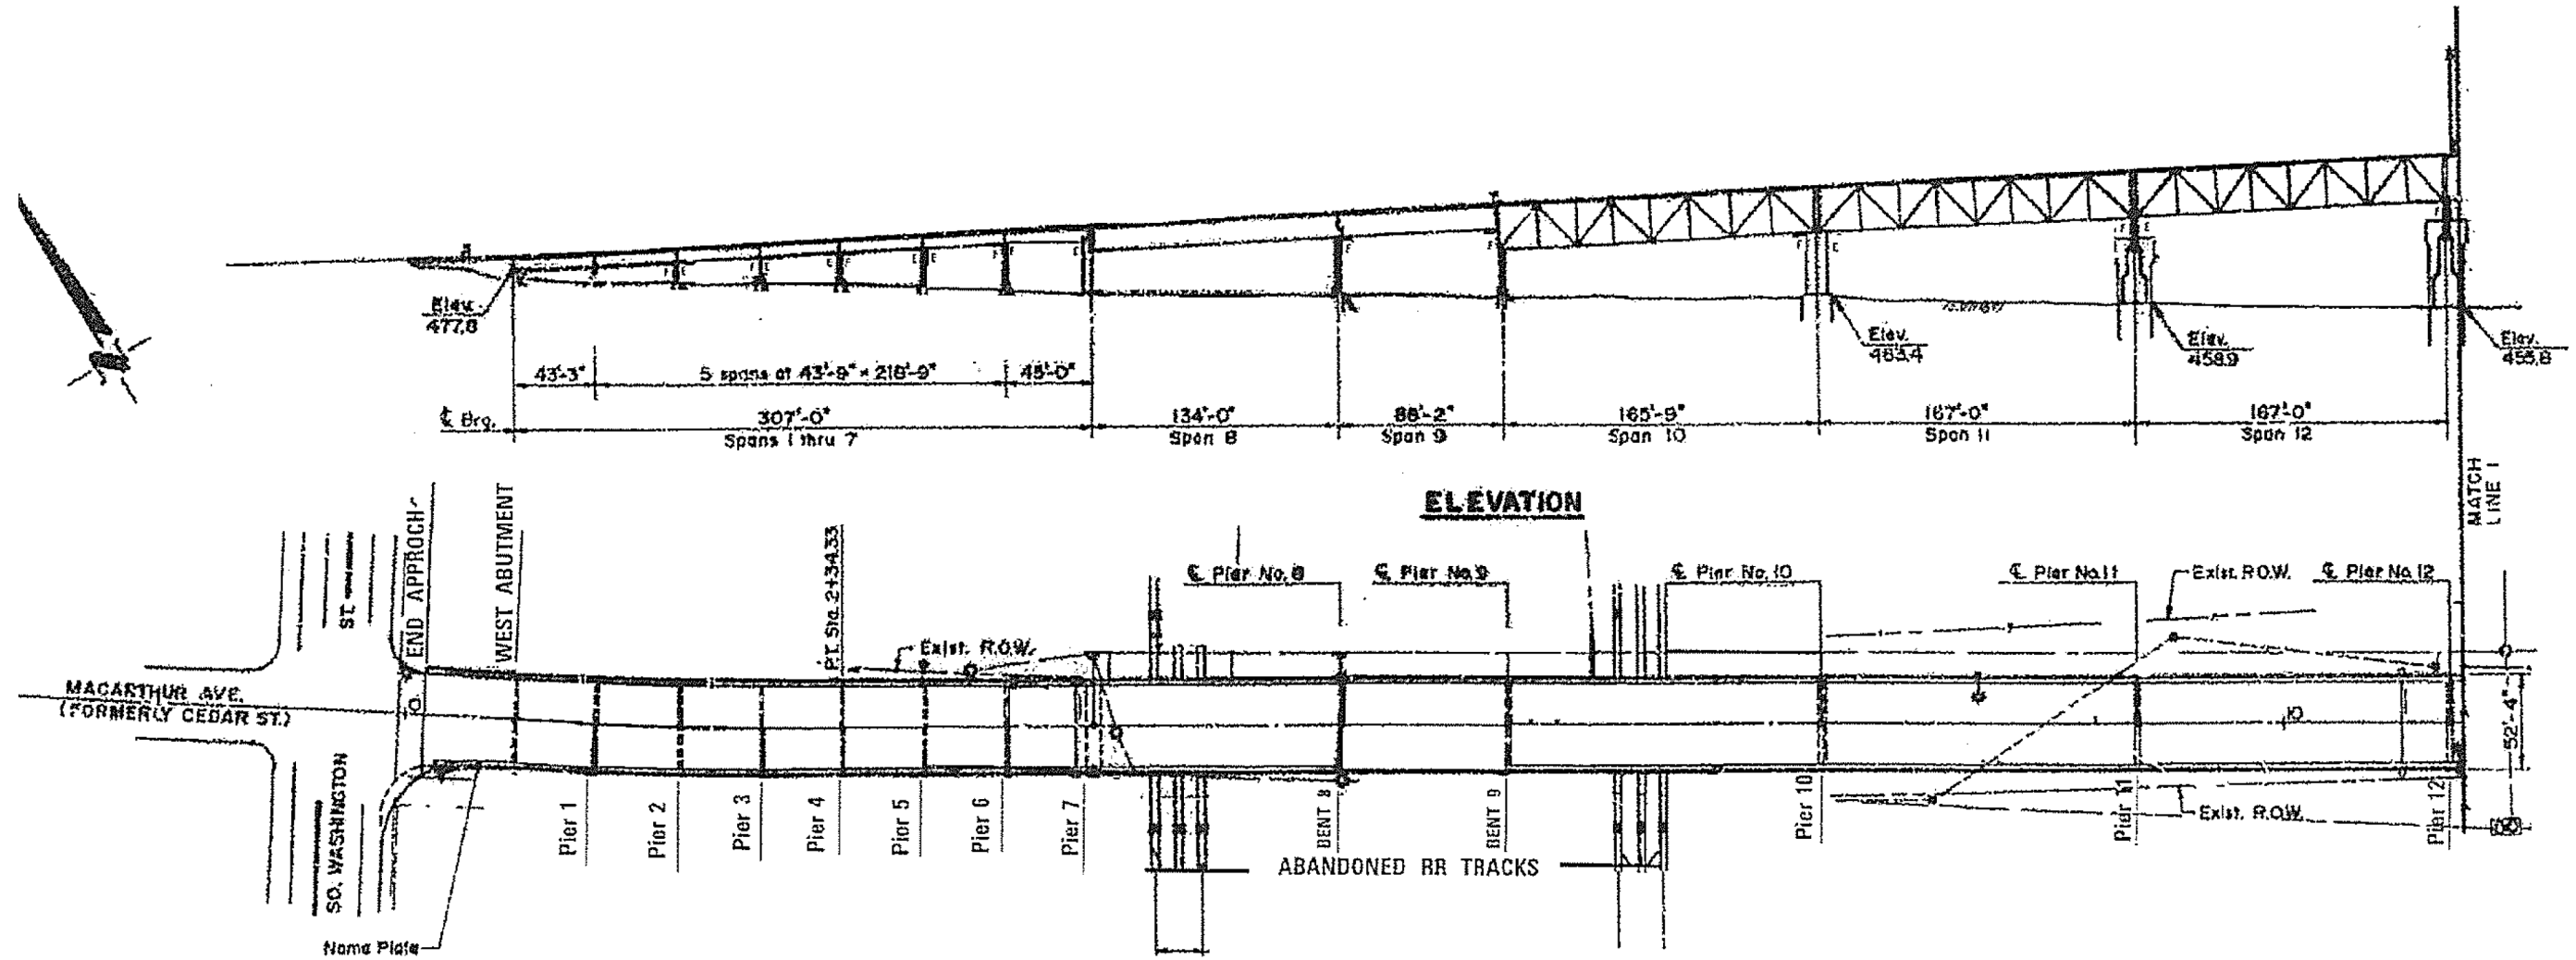 Elev.
477.8
43'-3"
5 spans at 43'-9" = 218'-9"
45'-0"
Elev.
463.4
Elev.
458.9
Elev.
455.8
℄ Brg.
307'-0"
Spans 1 thru 7
134'-0"
Span 8
88'-2"
Span 9
165'-9"
Span 10
167'-0"
Span 11
167'-0"
Span 12
ELEVATION
MATCH
LINE 1
ST.
END APPROCH
WEST ABUTMENT
P.T. Sta. 2+34.33
Exist. R.O.W.
℄ Pier No. 8
℄ Pier No. 9
℄ Pier No. 10
℄ Pier No. 11
Exist. R.O.W.
℄ Pier No. 12
MACARTHUR AVE.
(FORMERLY CEDAR ST.)
10
52'-4"
SO. WASHINGTON
Pier 1
Pier 2
Pier 3
Pier 4
Pier 5
Pier 6
Pier 7
BENT 8
BENT 9
Pier 10
Pier 11
Pier 12
Exist. R.O.W.
ABANDONED RR TRACKS
Name Plate